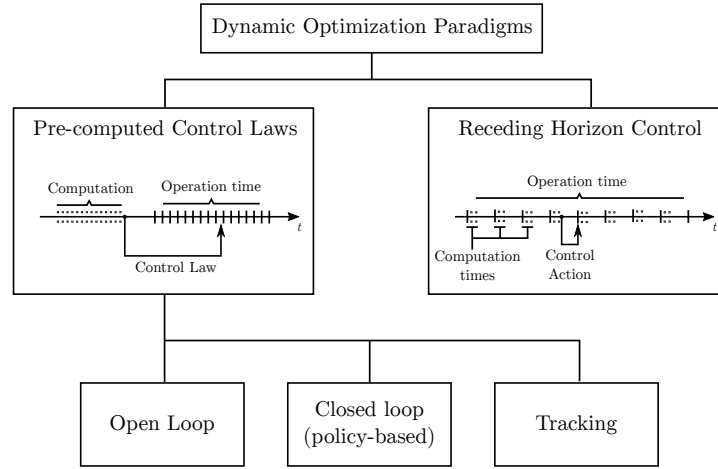 Dynamic Optimization Paradigms
Pre-computed Control Laws
Computation
Operation time
t
Control Law
Receding Horizon Control
Operation time
t
Computation
times
Control
Action
Open Loop
Closed loop
(policy-based)
Tracking